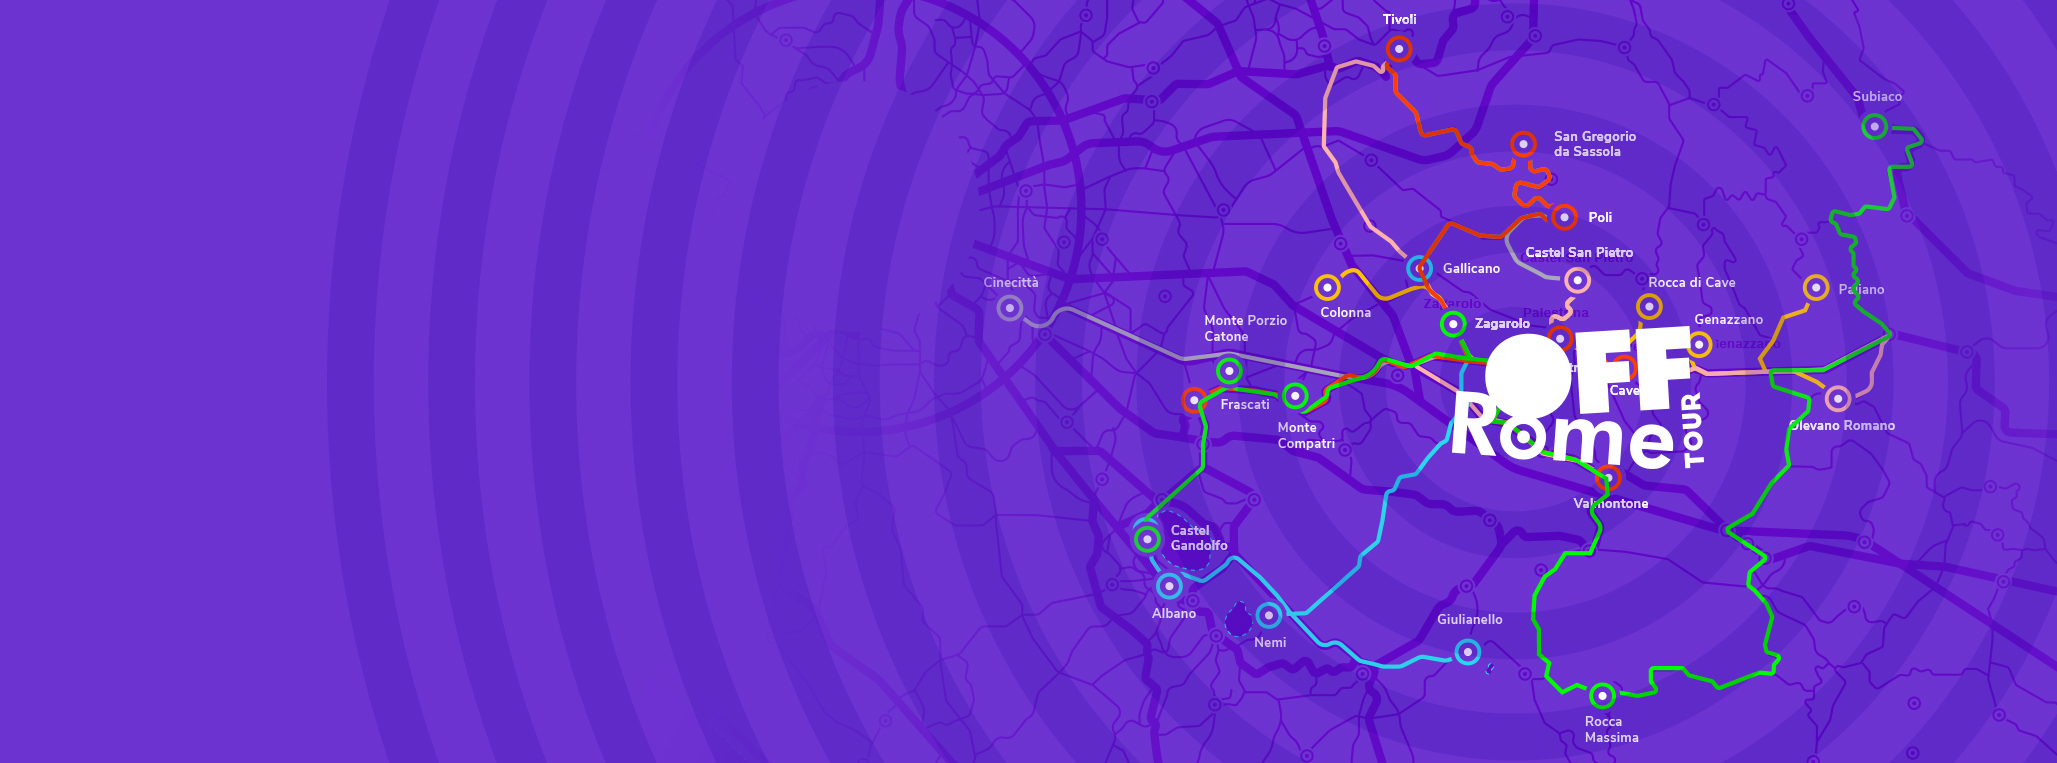 Tivoli
Subiaco
San Gregorio
da Sassola
Poli
Castel San Pietro
Gallicano
Cinecittà
Rocca di Cave
Paliano
Colonna
Zagarolo
Palestrina
Zagarolo
Genazzano
Genazzano
Monte Porzio
Catone
OFF
Rome
TOUR
Cave
Frascati
Monte
Compatri
Olevano Romano
Valmontone
Castel
Gandolfo
Albano
Nemi
Giulianello
Rocca
Massima